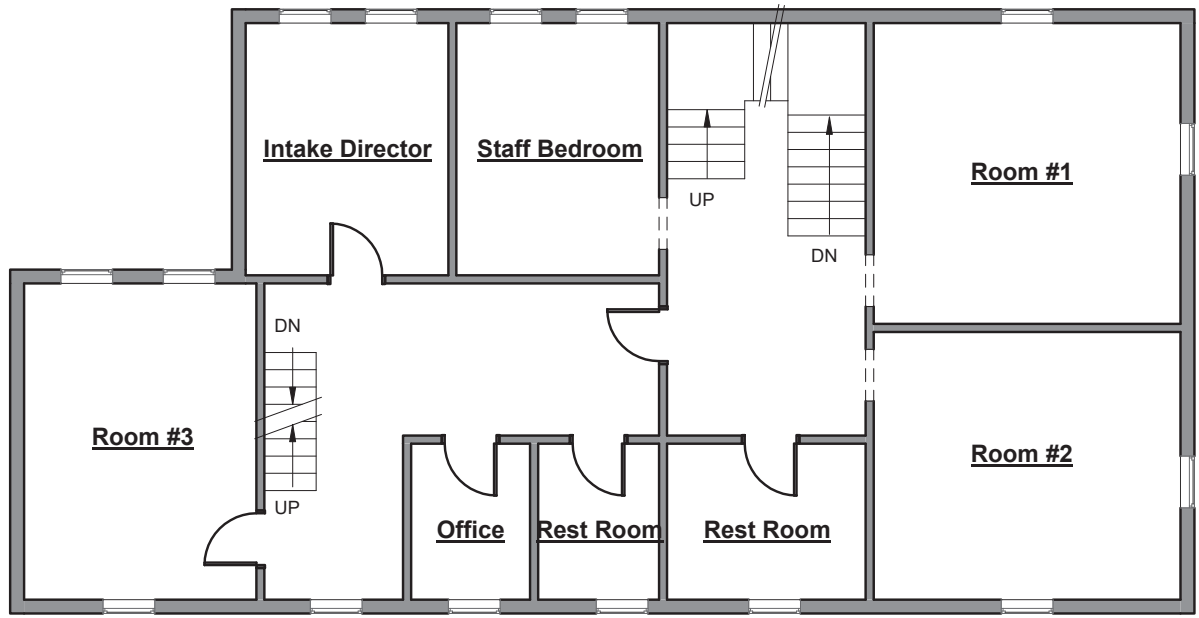 Intake Director
Staff Bedroom
UP
DN
Room #1
DN
UP
Room #3
Room #2
Office
Rest Room
Rest Room